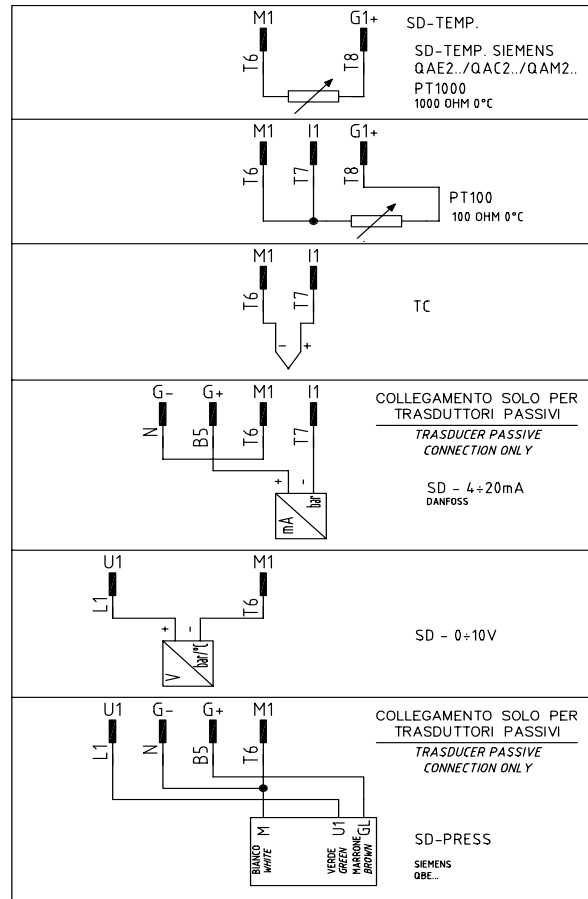 M1 G1+ SD-TEMP.
T6 T8
SD-TEMP. SIEMENS
QAE2../QAC2../QAM2..
PT1000
1000 OHM 0°C
M1 I1 G1+
T6 T7 T8
PT100
100 OHM 0°C
M1 I1
T6 T7
TC
- +
G- G+ M1 I1
N B5 T6 T7
COLLEGAMENTO SOLO PER
TRASDUTTORI PASSIVI
TRASDUCER PASSIVE
CONNECTION ONLY
+ -
mA bar
SD - 4÷20mA
DANFOSS
U1 M1
L1 T6
+ -
V bar/°C
SD - 0÷10V
U1 G- G+ M1
L1 N B5 T6
COLLEGAMENTO SOLO PER
TRASDUTTORI PASSIVI
TRASDUCER PASSIVE
CONNECTION ONLY
M U1 GL
BIANCO
WHITE
VERDE
GREEN
MARRONE
BROWN
SD-PRESS
SIEMENS
QBE...